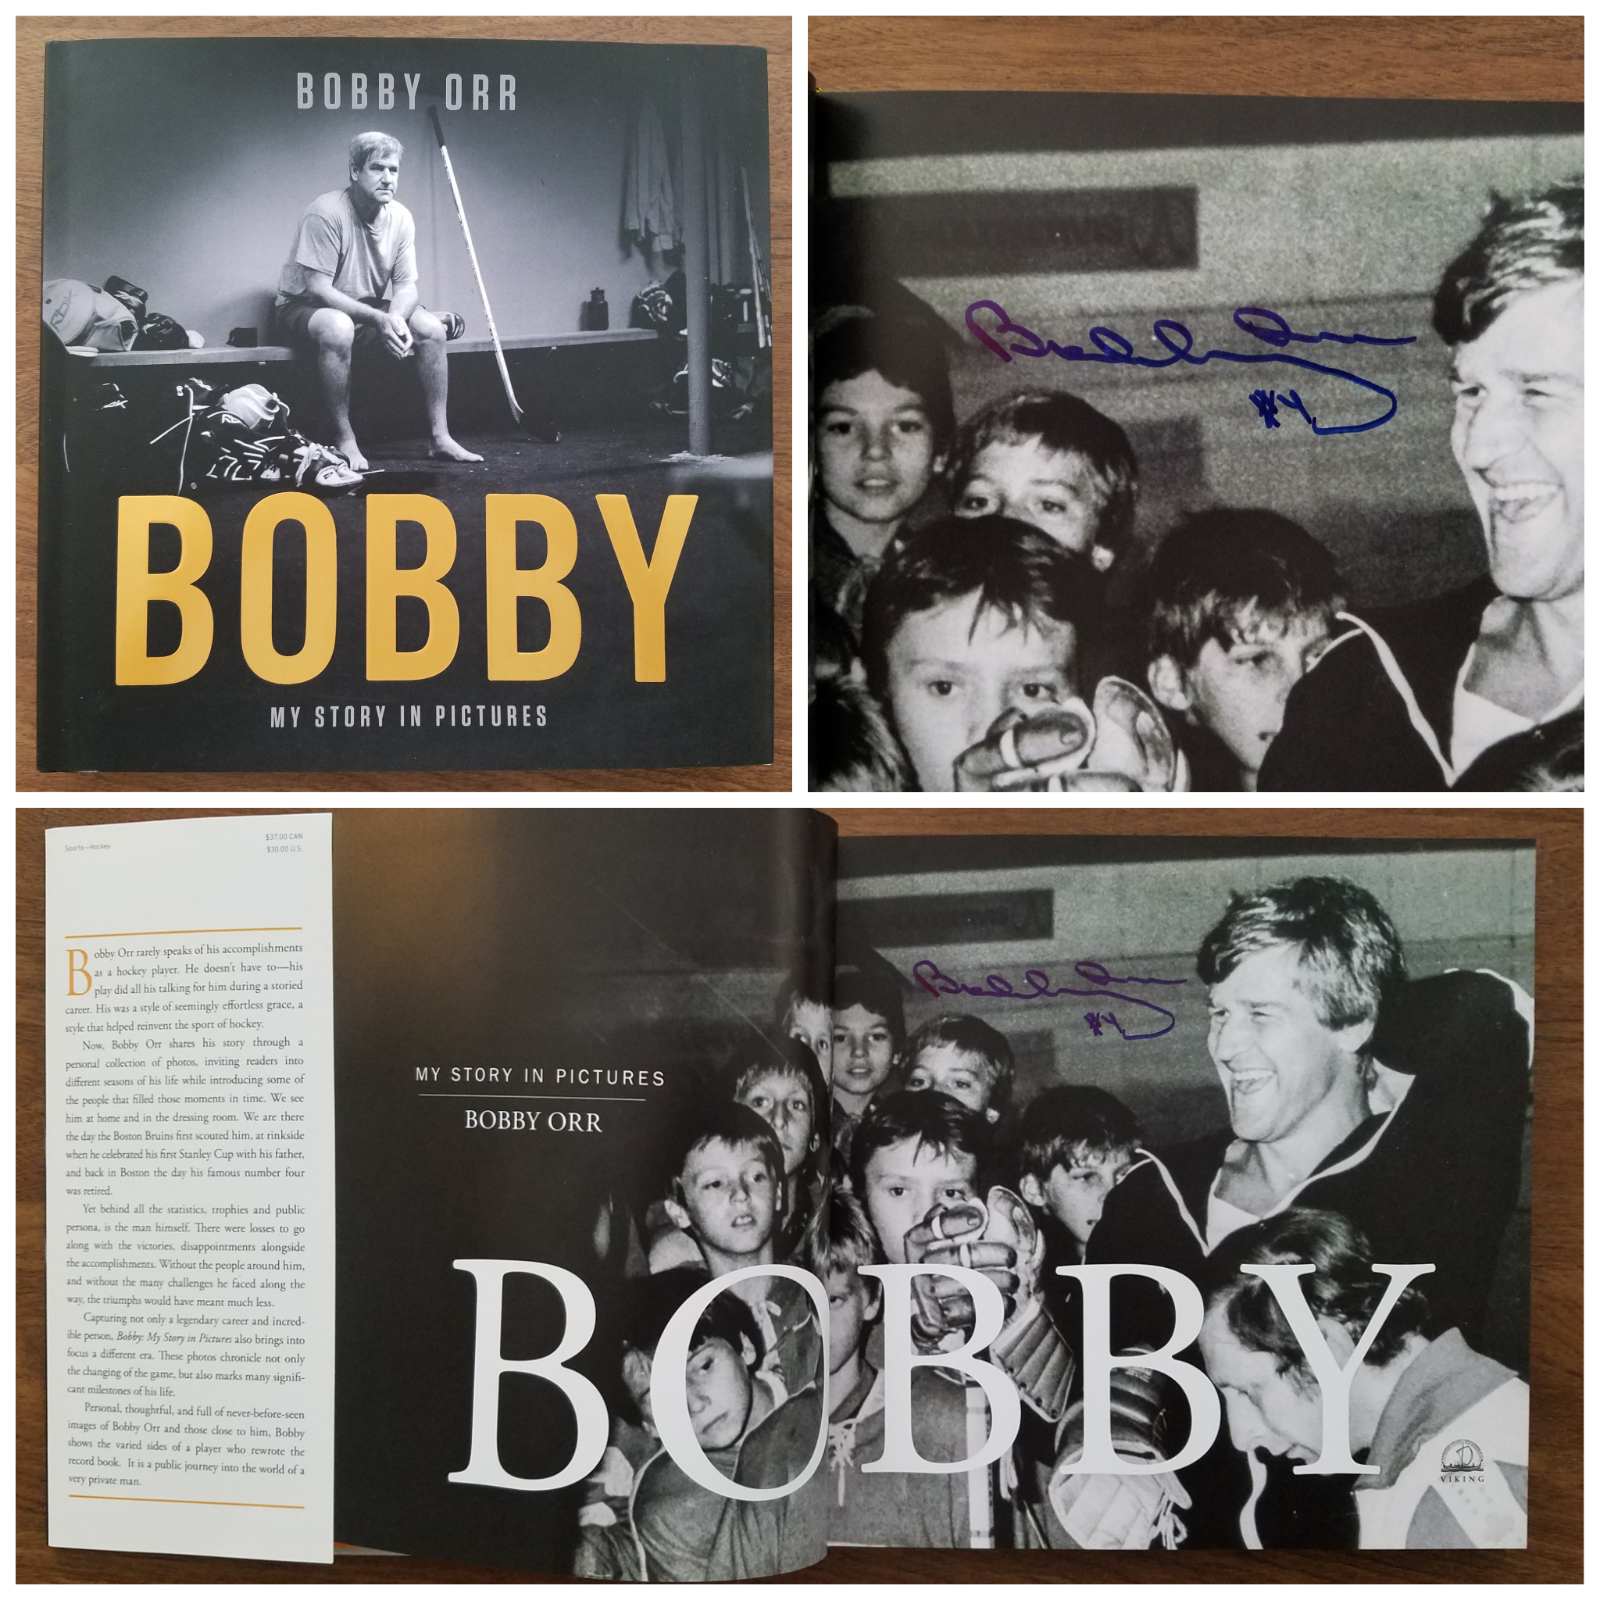 BOBBY ORR
RBK
BOBBY
MY STORY IN PICTURES
Bobby Orr
#4
Sports—Hockey
$37.00 CAN
$30.00 U.S.
Bobby Orr rarely speaks of his accomplishments
as a hockey player. He doesn't have to—his
play did all his talking for him during a storied
career. His was a style of seemingly effortless grace, a
style that helped reinvent the sport of hockey.
Now, Bobby Orr shares his story through a
personal collection of photos, inviting readers into
different seasons of his life while introducing some of
the people that filled those moments in time. We see
him at home and in the dressing room. We are there
the day the Boston Bruins first scouted him, at rinkside
when he celebrated his first Stanley Cup with his father,
and back in Boston the day his famous number four
was retired.
Yet behind all the statistics, trophies and public
persona, is the man himself. There were losses to go
along with the victories, disappointments alongside
the accomplishments. Without the people around him,
and without the many challenges he faced along the
way, the triumphs would have meant much less.
Capturing not only a legendary career and incred-
ible person, Bobby: My Story in Pictures also brings into
focus a different era. These photos chronicle not only
the changing of the game, but also marks many signifi-
cant milestones of his life.
Personal, thoughtful, and full of never-before-seen
images of Bobby Orr and those close to him, Bobby
shows the varied sides of a player who rewrote the
record book. It is a public journey into the world of a
very private man.
MY STORY IN PICTURES
BOBBY ORR
Bobby Orr
#4
BOBBY
VIKING